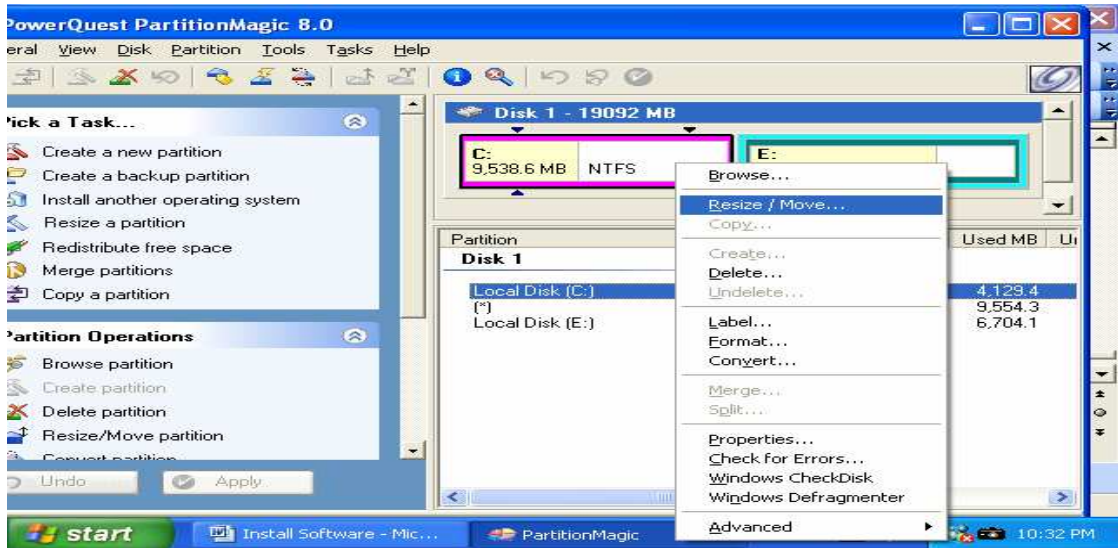 PowerQuest PartitionMagic 8.0
eral View Disk Partition Tools Tasks Help
Pick a Task...
Create a new partition
Create a backup partition
Install another operating system
Resize a partition
Redistribute free space
Merge partitions
Copy a partition
Partition Operations
Browse partition
Create partition
Delete partition
Resize/Move partition
Convert partition
Undo Apply
Disk 1 - 19092 MB
C:
9,538.6 MB NTFS
E:
Partition Used MB
Disk 1
Local Disk (C:) 4,129.4
(*) 9,554.3
Local Disk (E:) 6,704.1
Browse...
Resize / Move...
Copy...
Create...
Delete...
Undelete...
Label...
Format...
Convert...
Merge...
Split...
Properties...
Check for Errors...
Windows CheckDisk
Windows Defragmenter
Advanced
start Install Software - Mic... PartitionMagic 10:32 PM